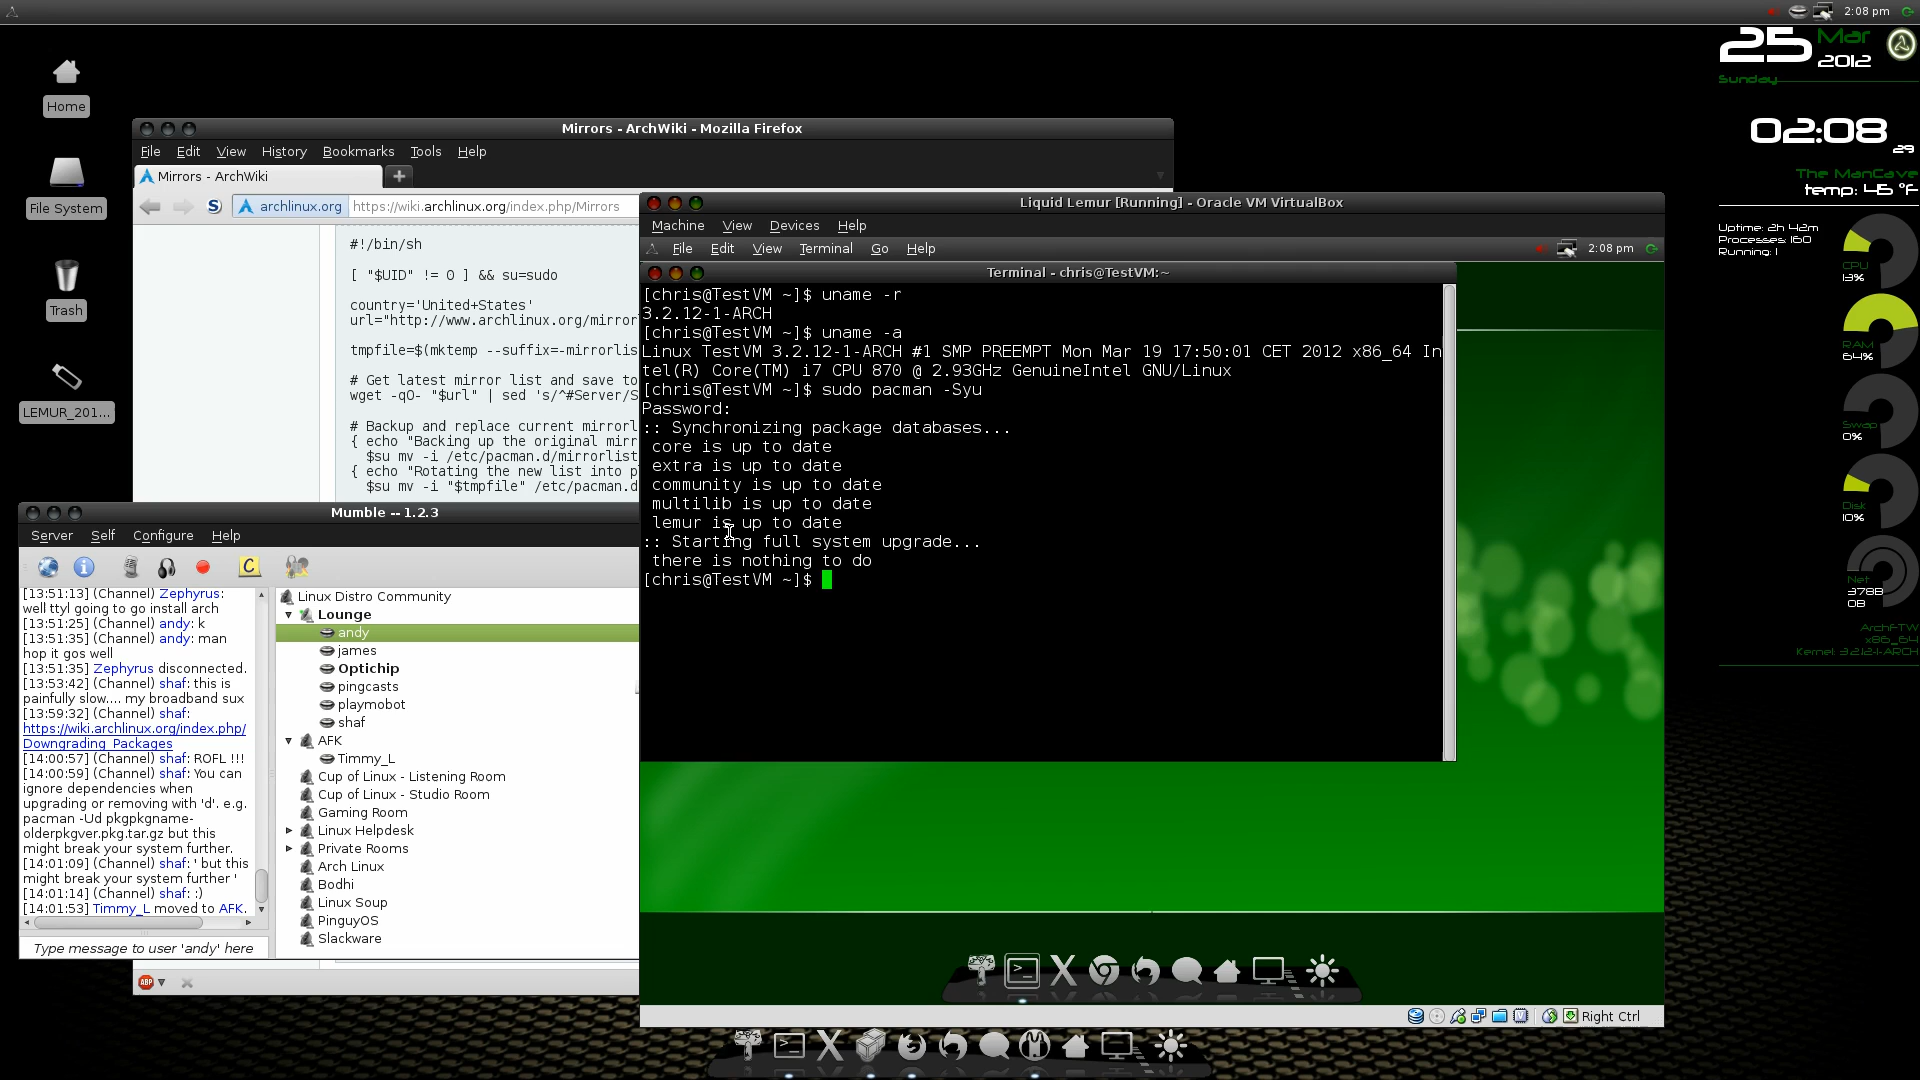 2:08 pm
Home
File System
Trash
LEMUR_201...
Mirrors - ArchWiki - Mozilla Firefox
File Edit View History Bookmarks Tools Help
Mirrors - ArchWiki
archlinux.org https://wiki.archlinux.org/index.php/Mirrors
#!/bin/sh
[ "$UID" != 0 ] && su=sudo
country='United+States'
url="http://www.archlinux.org/mirror
tmpfile=$(mktemp --suffix=-mirrorlis
# Get latest mirror list and save to
wget -qO- "$url" | sed 's/^#Server/S
# Backup and replace current mirrorl
{ echo "Backing up the original mirr
$su mv -i /etc/pacman.d/mirrorlist
{ echo "Rotating the new list into p
$su mv -i "$tmpfile" /etc/pacman.d
ABP
Mumble -- 1.2.3
Server Self Configure Help
[13:51:13] (Channel) Zephyrus:
well ttyl going to go install arch
[13:51:25] (Channel) andy: k
[13:51:35] (Channel) andy: man
hop it gos well
[13:51:35] Zephyrus disconnected.
[13:53:42] (Channel) shaf: this is
painfully slow.... my broadband sux
[13:59:32] (Channel) shaf:
https://wiki.archlinux.org/index.php/
Downgrading_Packages
[14:00:57] (Channel) shaf: ROFL !!!
[14:00:59] (Channel) shaf: You can
ignore dependencies when
upgrading or removing with 'd'. e.g.
pacman -Ud pkgpkgname-
olderpkgver.pkg.tar.gz but this
might break your system further.
[14:01:09] (Channel) shaf: ' but this
might break your system further '
[14:01:14] (Channel) shaf: :)
[14:01:53] Timmy_L moved to AFK.
Type message to user 'andy' here
Linux Distro Community
Lounge
andy
james
Optichip
pingcasts
playmobot
shaf
AFK
Timmy_L
Cup of Linux - Listening Room
Cup of Linux - Studio Room
Gaming Room
Linux Helpdesk
Private Rooms
Arch Linux
Bodhi
Linux Soup
PinguyOS
Slackware
Liquid Lemur [Running] - Oracle VM VirtualBox
Machine View Devices Help
File Edit View Terminal Go Help 2:08 pm
Terminal - chris@TestVM:~
[chris@TestVM ~]$ uname -r
3.2.12-1-ARCH
[chris@TestVM ~]$ uname -a
Linux TestVM 3.2.12-1-ARCH #1 SMP PREEMPT Mon Mar 19 17:50:01 CET 2012 x86_64 In
tel(R) Core(TM) i7 CPU 870 @ 2.93GHz GenuineIntel GNU/Linux
[chris@TestVM ~]$ sudo pacman -Syu
Password:
:: Synchronizing package databases...
core is up to date
extra is up to date
community is up to date
multilib is up to date
lemur is up to date
:: Starting full system upgrade...
there is nothing to do
[chris@TestVM ~]$
Right Ctrl
25 Mar
2012
Sunday
02:08
29
The ManCave
temp: 45 °F
Uptime: 2h 42m
Processes: 160
Running: 1
CPU
13%
RAM
64%
Swap
0%
Disk
10%
Net
378B
0B
ArchFTW
x86_64
Kernel: 3.2.12-1-ARCH